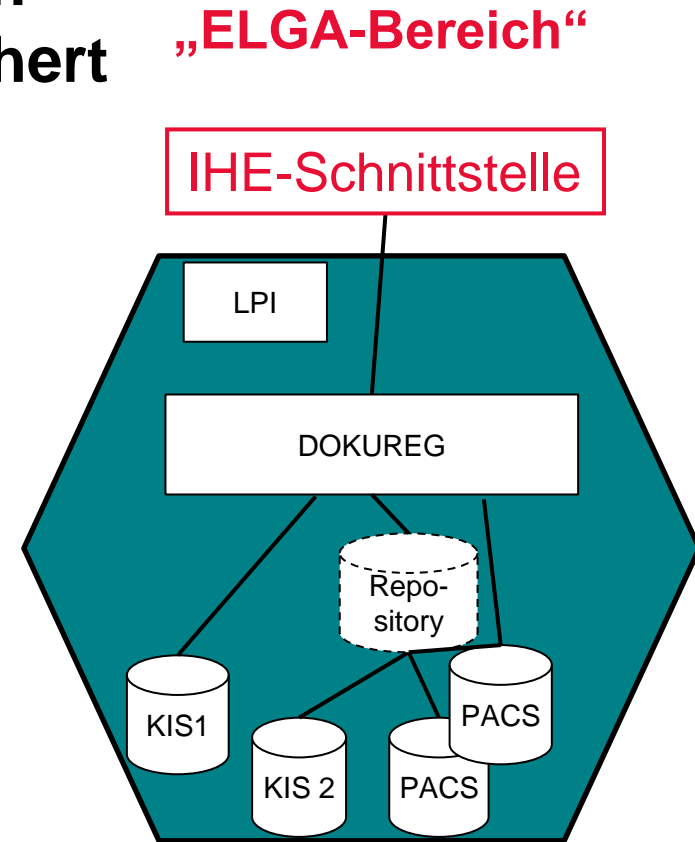 hert
„ELGA-Bereich“
IHE-Schnittstelle
LPI
DOKUREG
Repo-
sitory
KIS1
PACS
KIS 2
PACS